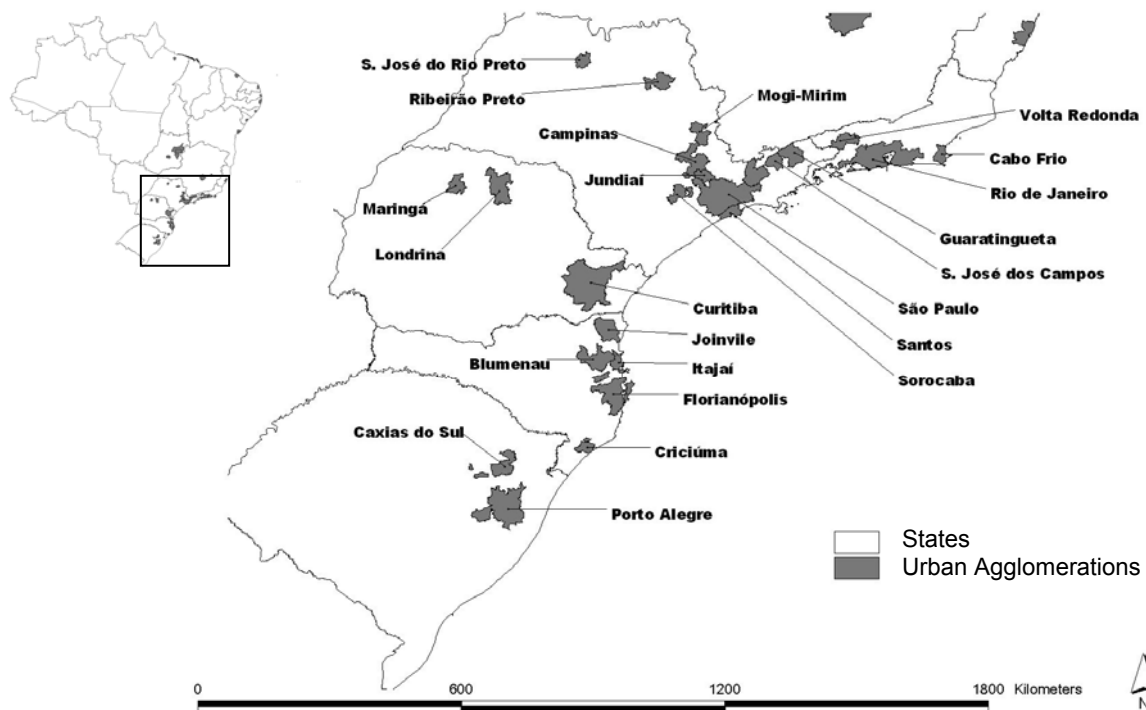 S. José do Rio Preto
Ribeirão Preto
Mogi-Mirim
Volta Redonda
Campinas
Cabo Frio
Jundiaí
Rio de Janeiro
Maringá
Guaratingueta
Londrina
S. José dos Campos
Curitiba
São Paulo
Joinvile
Santos
Blumenau
Itajaí
Sorocaba
Florianópolis
Caxias do Sul
Criciúma
Porto Alegre
States
Urban Agglomerations
0 600 1200 1800 Kilometers
N